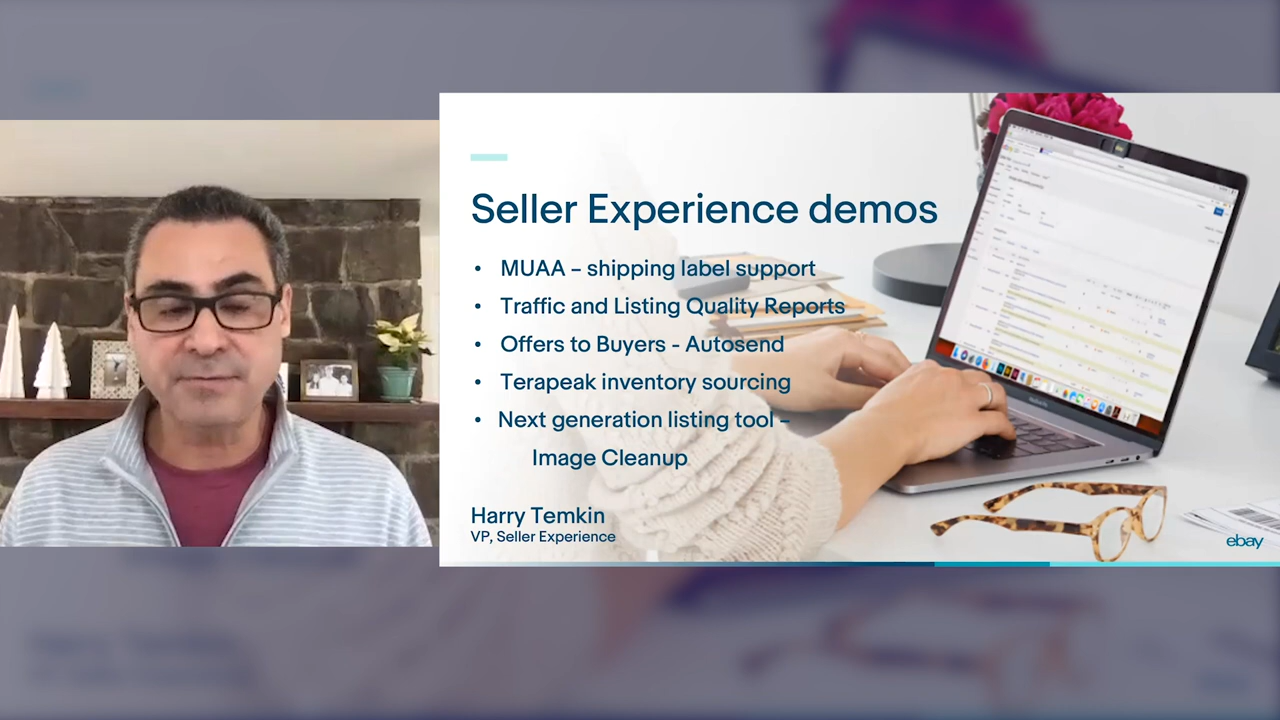 Seller Experience demos
• MUAA – shipping label support
• Traffic and Listing Quality Reports
• Offers to Buyers - Autosend
• Terapeak inventory sourcing
• Next generation listing tool –
Image Cleanup
Harry Temkin
VP, Seller Experience
ebay